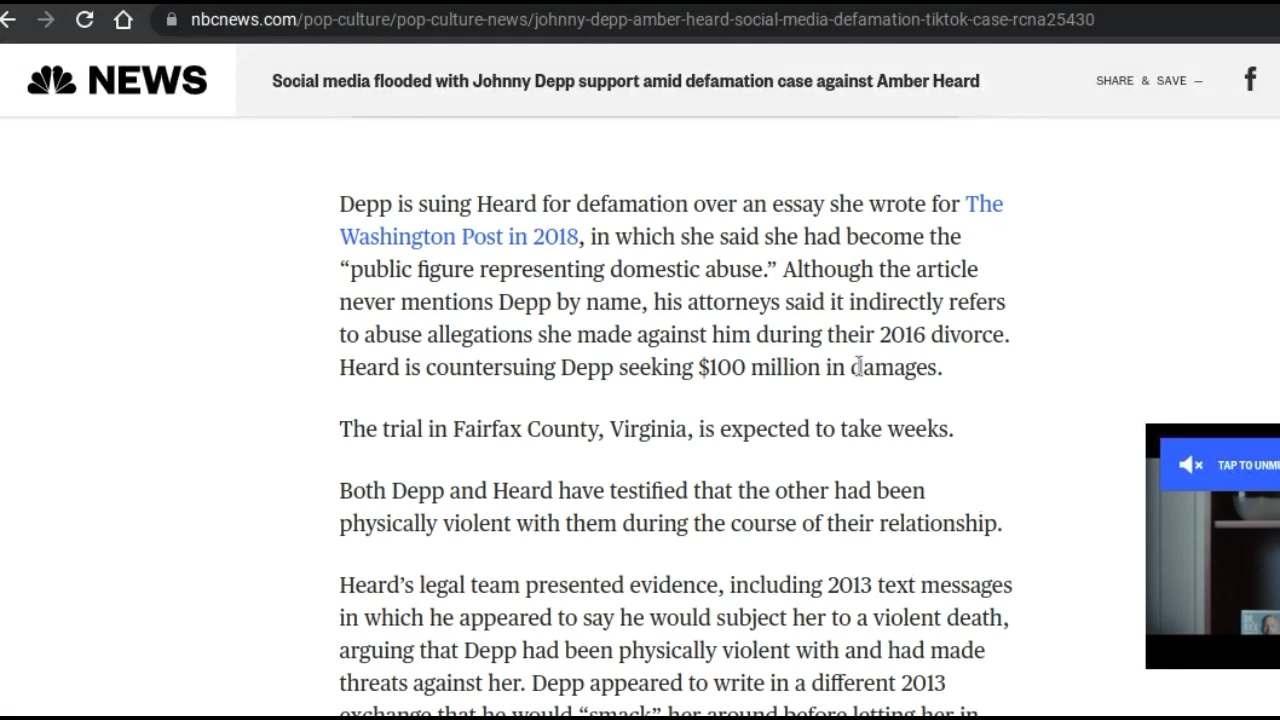 nbcnews.com/pop-culture/pop-culture-news/johnny-depp-amber-heard-social-media-defamation-tiktok-case-rcna25430
NEWS
Social media flooded with Johnny Depp support amid defamation case against Amber Heard
SHARE & SAVE —
Depp is suing Heard for defamation over an essay she wrote for The
Washington Post in 2018, in which she said she had become the
“public figure representing domestic abuse.” Although the article
never mentions Depp by name, his attorneys said it indirectly refers
to abuse allegations she made against him during their 2016 divorce.
Heard is countersuing Depp seeking $100 million in damages.
The trial in Fairfax County, Virginia, is expected to take weeks.
TAP TO UNMU
Both Depp and Heard have testified that the other had been
physically violent with them during the course of their relationship.
Heard’s legal team presented evidence, including 2013 text messages
in which he appeared to say he would subject her to a violent death,
arguing that Depp had been physically violent with and had made
threats against her. Depp appeared to write in a different 2013
exchange that he would “smack” her around before letting her in